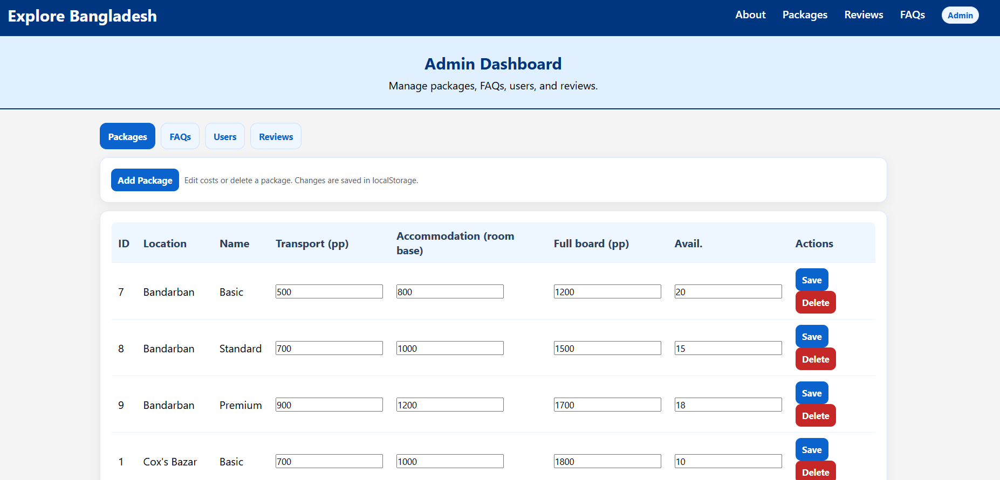 Explore Bangladesh
About Packages Reviews FAQs Admin
Admin Dashboard
Manage packages, FAQs, users, and reviews.
Packages FAQs Users Reviews
Add Package Edit costs or delete a package. Changes are saved in localStorage.
ID Location Name Transport (pp) Accommodation (room base) Full board (pp) Avail. Actions
7 Bandarban Basic 500 800 1200 20 Save
Delete
8 Bandarban Standard 700 1000 1500 15 Save
Delete
9 Bandarban Premium 900 1200 1700 18 Save
Delete
1 Cox's Bazar Basic 700 1000 1800 10 Save
Delete